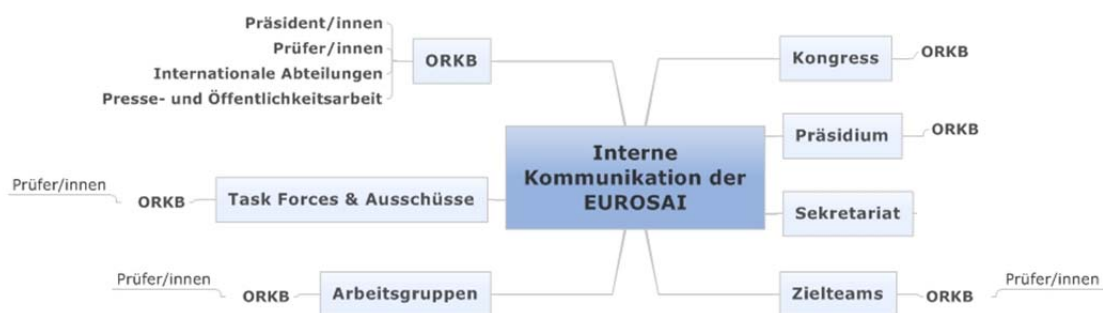 Präsident/innen
Prüfer/innen
Internationale Abteilungen
Presse- und Öffentlichkeitsarbeit
ORKB
Kongress
ORKB
Präsidium
ORKB
Interne
Kommunikation der
EUROSAI
Prüfer/innen
ORKB
Task Forces & Ausschüsse
Sekretariat
Prüfer/innen
ORKB
Arbeitsgruppen
Zielteams
ORKB
Prüfer/innen